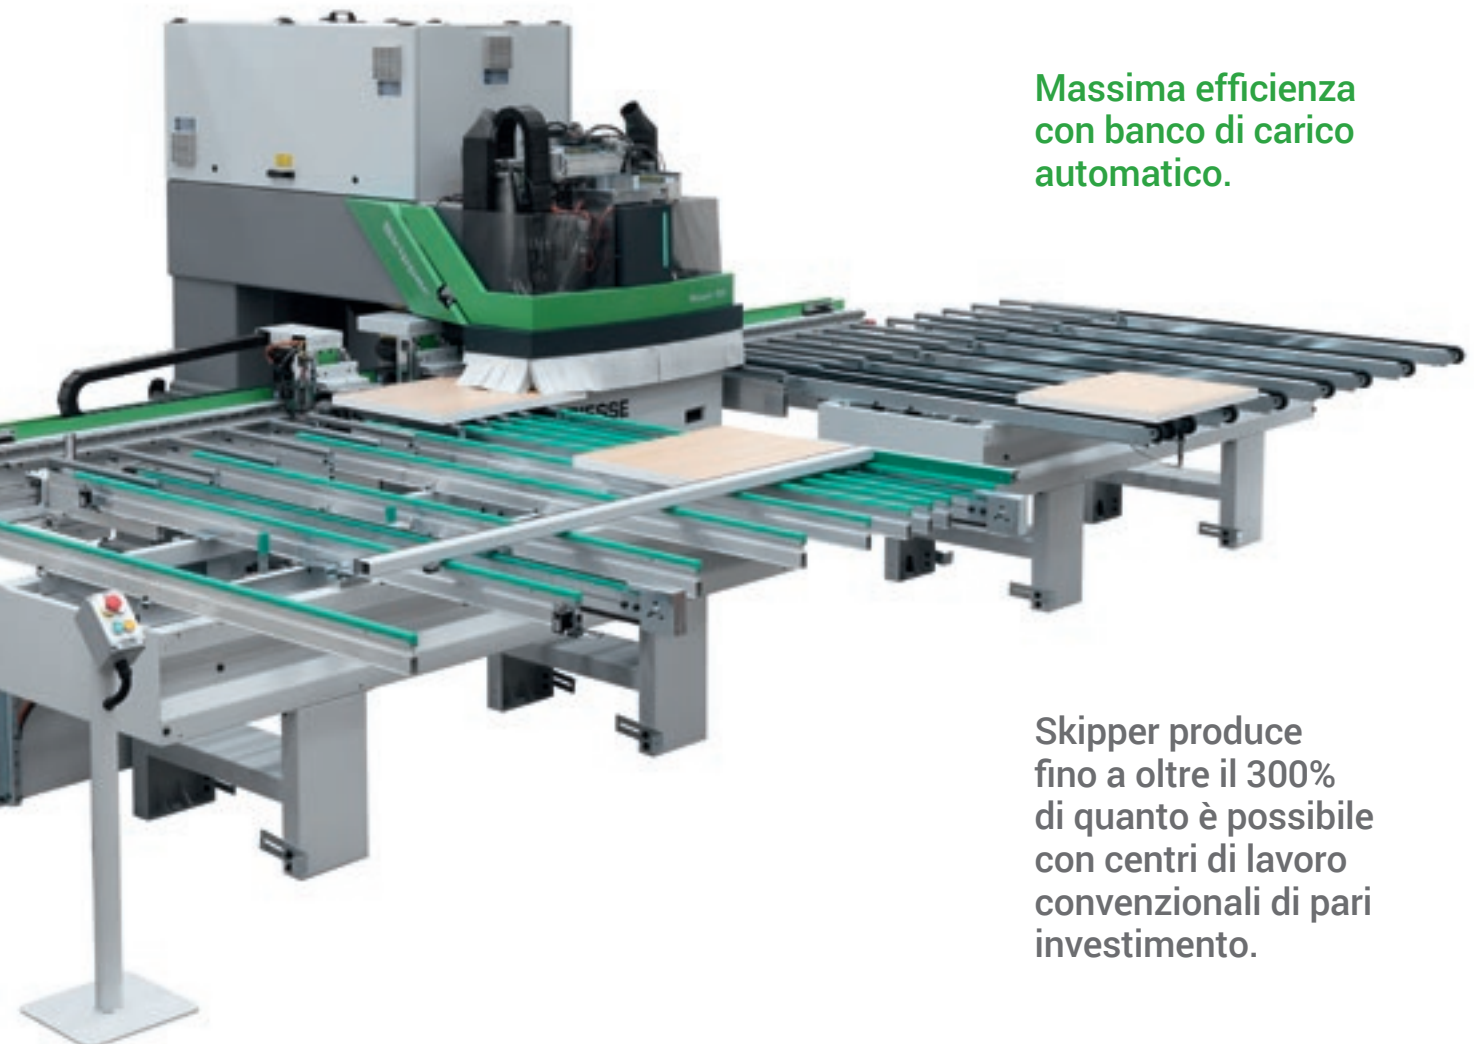 Massima efficienza
con banco di carico
automatico.
Skipper produce
fino a oltre il 300%
di quanto è possibile
con centri di lavoro
convenzionali di pari
investimento.